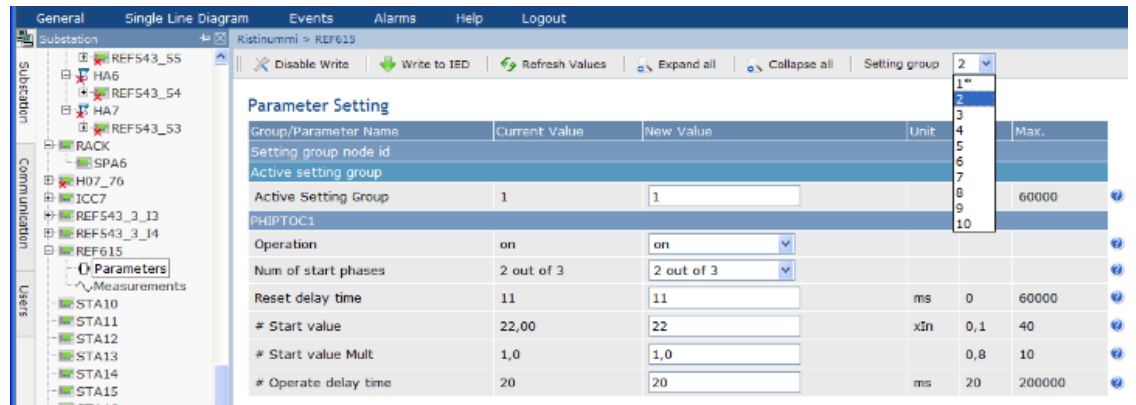 General Single Line Diagram Events Alarms Help Logout
Substation
Ristinummi > REF615
Substation
Communication
Users
REF543_55
HA6
REF543_54
HA7
REF543_53
RACK
SPA6
H07_76
ICC7
REF543_3_I3
REF543_3_I4
REF615
Parameters
Measurements
STA10
STA11
STA12
STA13
STA14
STA15
Disable Write Write to IED Refresh Values Expand all Collapse all Setting group 2
1*
2
3
4
5
6
7
8
9
10
Parameter Setting
Group/Parameter Name Current Value New Value Unit Max.
Setting group node id
Active setting group
Active Setting Group 1 1 60000
PHIPTOC1
Operation on on
Num of start phases 2 out of 3 2 out of 3
Reset delay time 11 11 ms 0 60000
# Start value 22,00 22 xIn 0,1 40
# Start value Mult 1,0 1,0 0,8 10
# Operate delay time 20 20 ms 20 200000